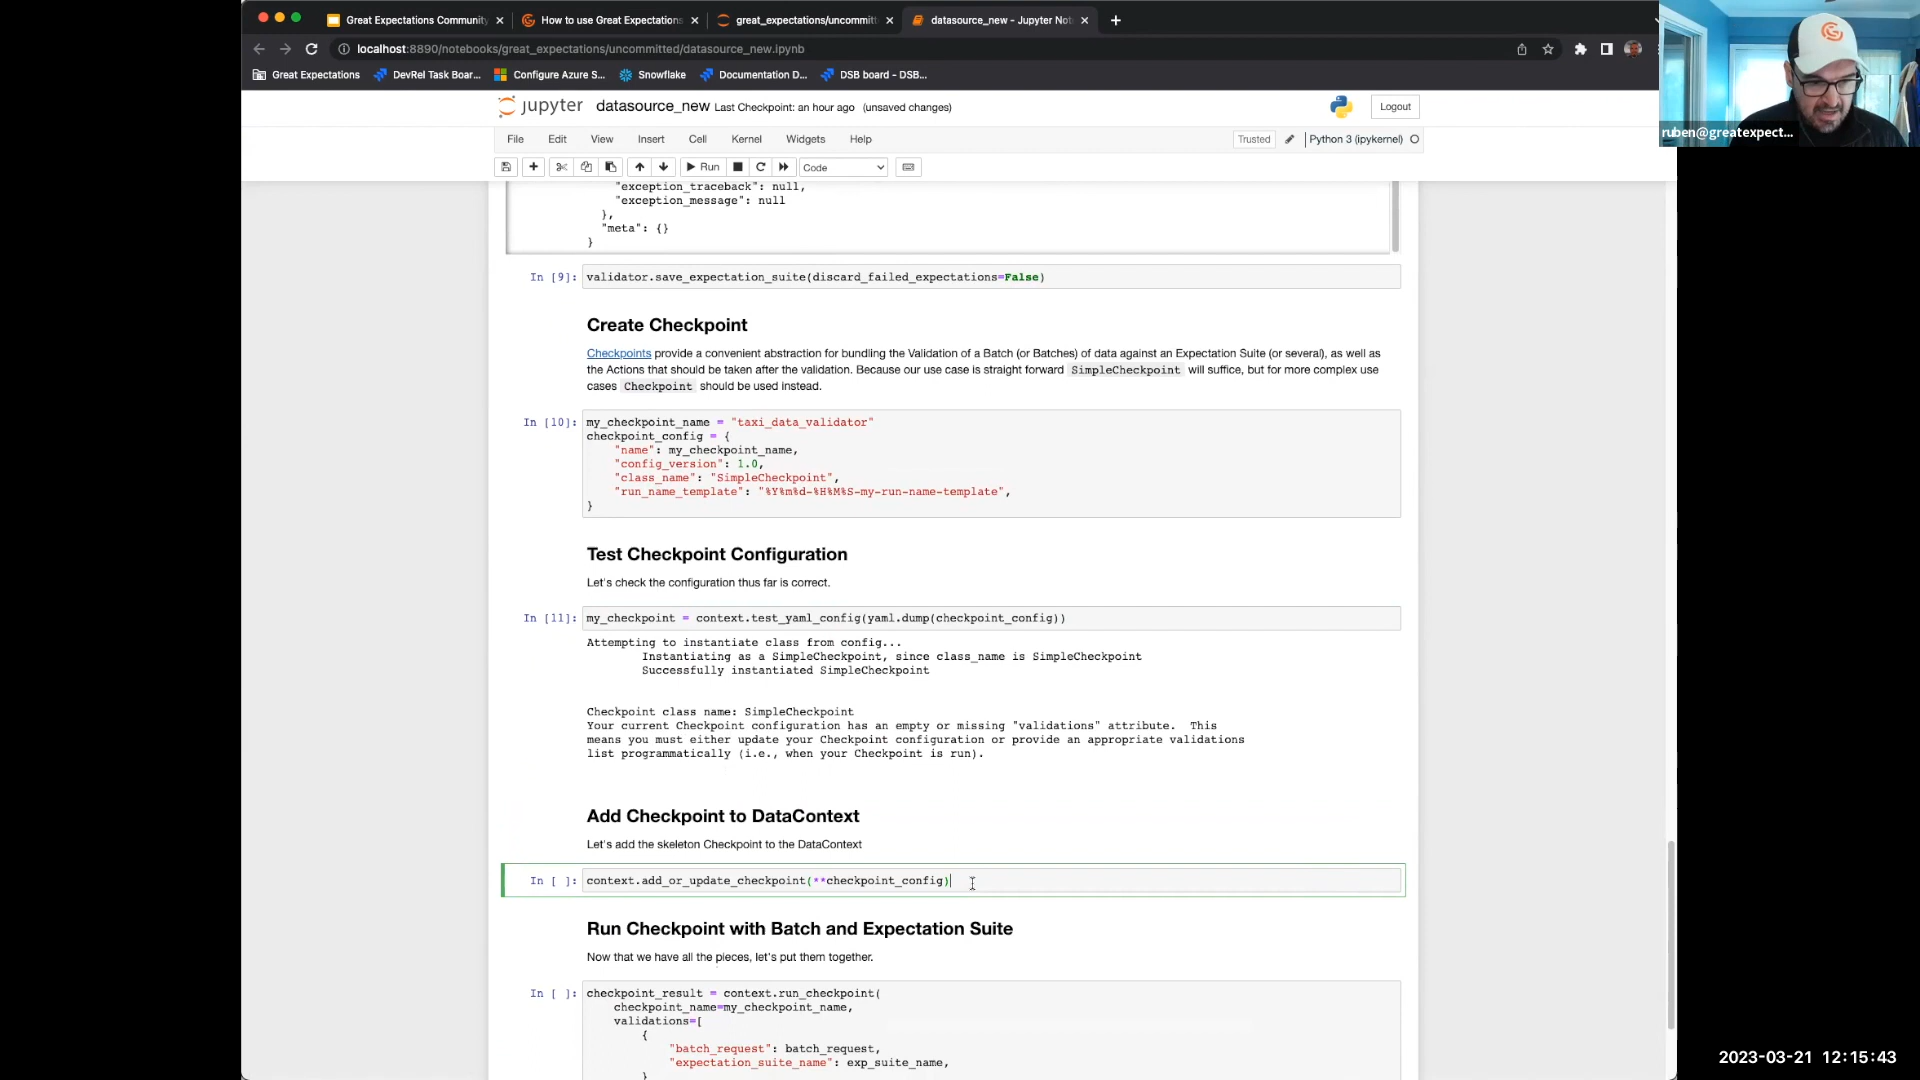 Great Expectations Community
How to use Great Expectations
great_expectations/uncommitt
datasource_new - Jupyter Not
localhost:8890/notebooks/great_expectations/uncommitted/datasource_new.ipynb
Great Expectations
DevRel Task Boar...
Configure Azure S...
Snowflake
Documentation D...
DSB board - DSB...
ruben@greatexpect...
jupyter datasource_new Last Checkpoint: an hour ago (unsaved changes)
Logout
File Edit View Insert Cell Kernel Widgets Help
Trusted
Python 3 (ipykernel)
Run
Code
"exception_traceback": null,
"exception_message": null
},
"meta": {}
}
In [9]: validator.save_expectation_suite(discard_failed_expectations=False)
Create Checkpoint
Checkpoints provide a convenient abstraction for bundling the Validation of a Batch (or Batches) of data against an Expectation Suite (or several), as well as
the Actions that should be taken after the validation. Because our use case is straight forward SimpleCheckpoint will suffice, but for more complex use
cases Checkpoint should be used instead.
In [10]: my_checkpoint_name = "taxi_data_validator"
checkpoint_config = {
"name": my_checkpoint_name,
"config_version": 1.0,
"class_name": "SimpleCheckpoint",
"run_name_template": "%Y%m%d-%H%M%S-my-run-name-template",
}
Test Checkpoint Configuration
Let's check the configuration thus far is correct.
In [11]: my_checkpoint = context.test_yaml_config(yaml.dump(checkpoint_config))
Attempting to instantiate class from config...
Instantiating as a SimpleCheckpoint, since class_name is SimpleCheckpoint
Successfully instantiated SimpleCheckpoint
Checkpoint class name: SimpleCheckpoint
Your current Checkpoint configuration has an empty or missing "validations" attribute. This
means you must either update your Checkpoint configuration or provide an appropriate validations
list programmatically (i.e., when your Checkpoint is run).
Add Checkpoint to DataContext
Let's add the skeleton Checkpoint to the DataContext
In [ ]: context.add_or_update_checkpoint(**checkpoint_config)
Run Checkpoint with Batch and Expectation Suite
Now that we have all the pieces, let's put them together.
In [ ]: checkpoint_result = context.run_checkpoint(
checkpoint_name=my_checkpoint_name,
validations=[
{
"batch_request": batch_request,
"expectation_suite_name": exp_suite_name,
}
2023-03-21 12:15:43